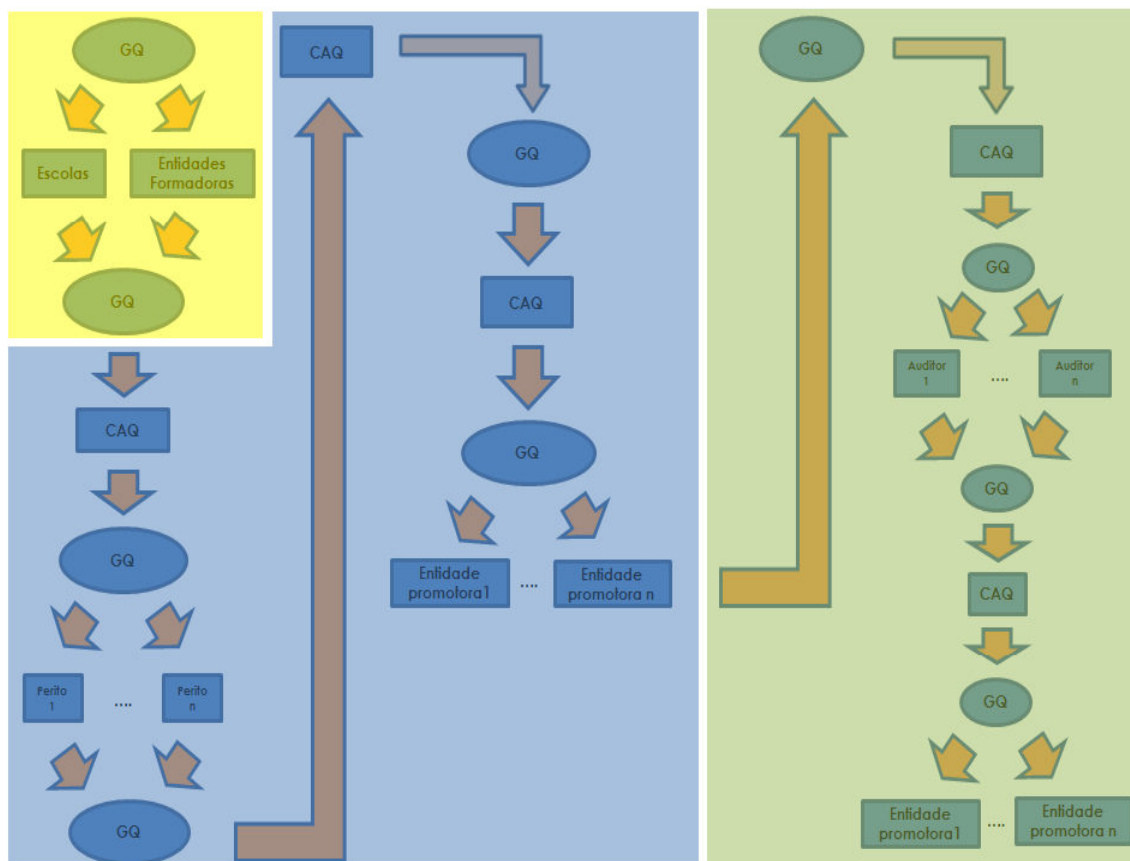 GQ
Escolas
Entidades
Formadoras
GQ
CAQ
GQ
Perito
1
....
Perito
n
GQ
CAQ
GQ
CAQ
GQ
Entidade
promotora1
....
Entidade
promotora n
GQ
CAQ
GQ
Auditor
1
....
Auditor
n
GQ
CAQ
GQ
Entidade
promotora1
....
Entidade
promotora n